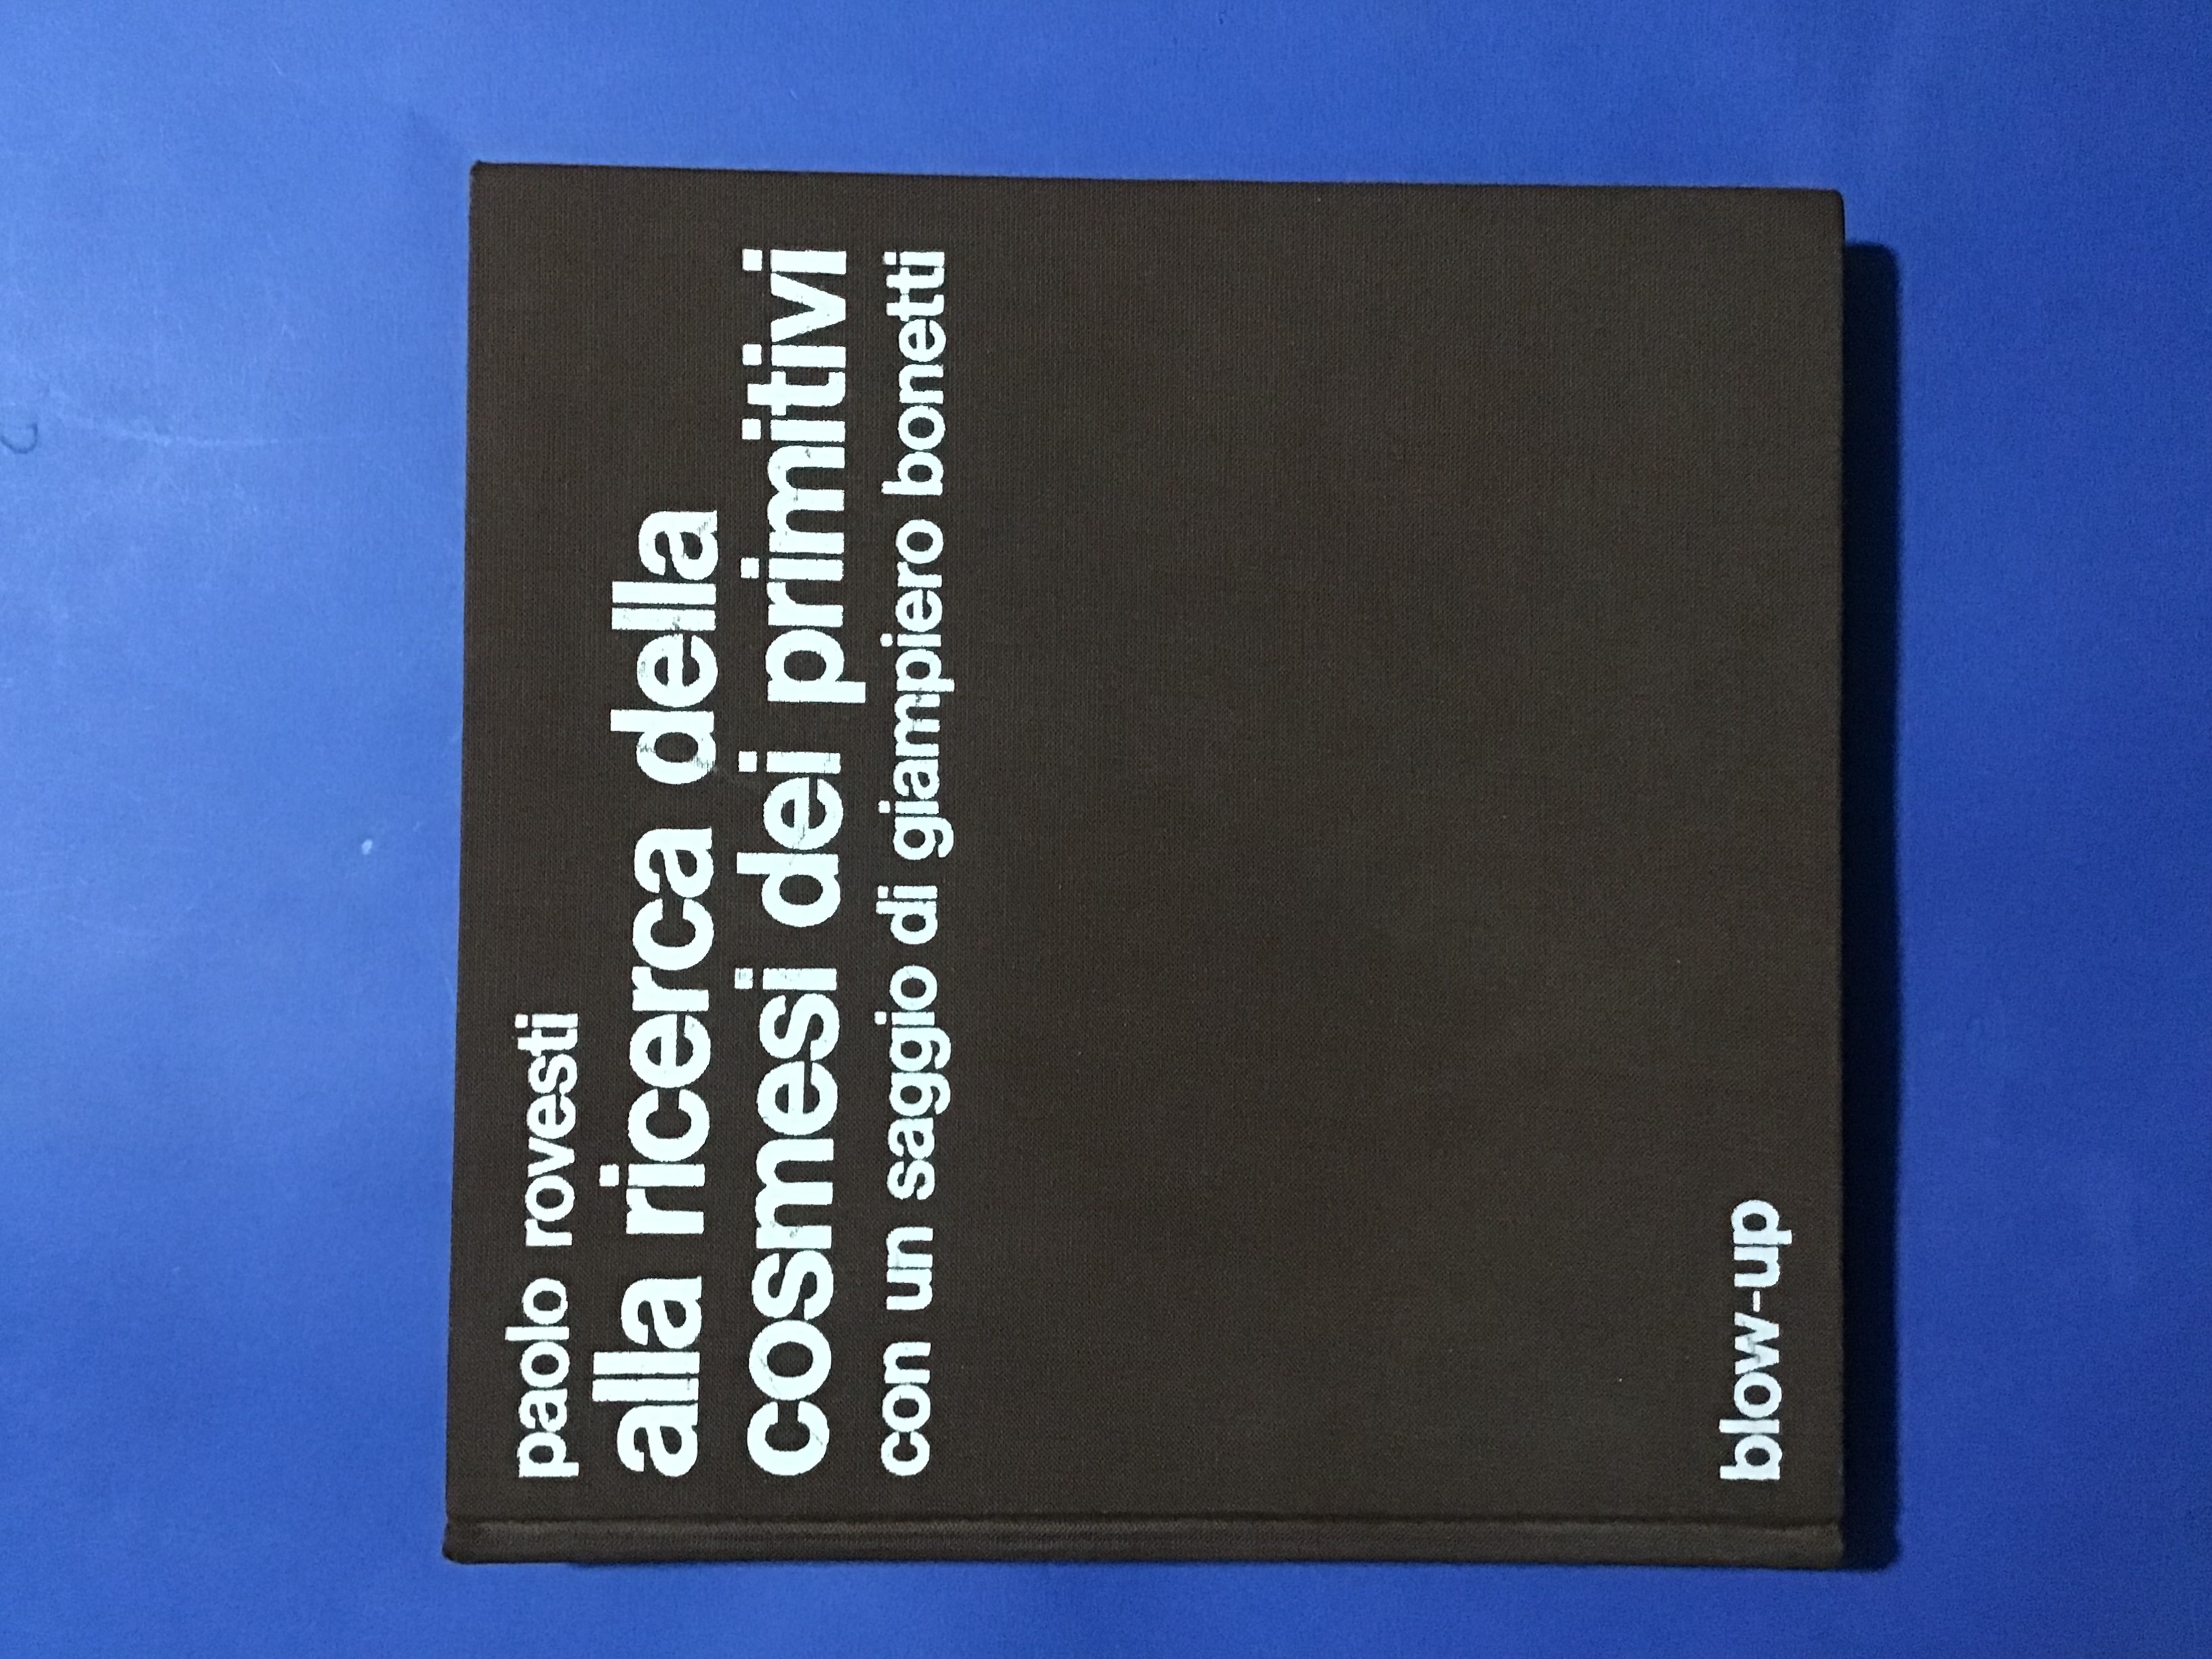 paolo rovesti
alla ricerca della
cosmesi dei primitivi
con un saggio di giampiero bonetti
blow-up